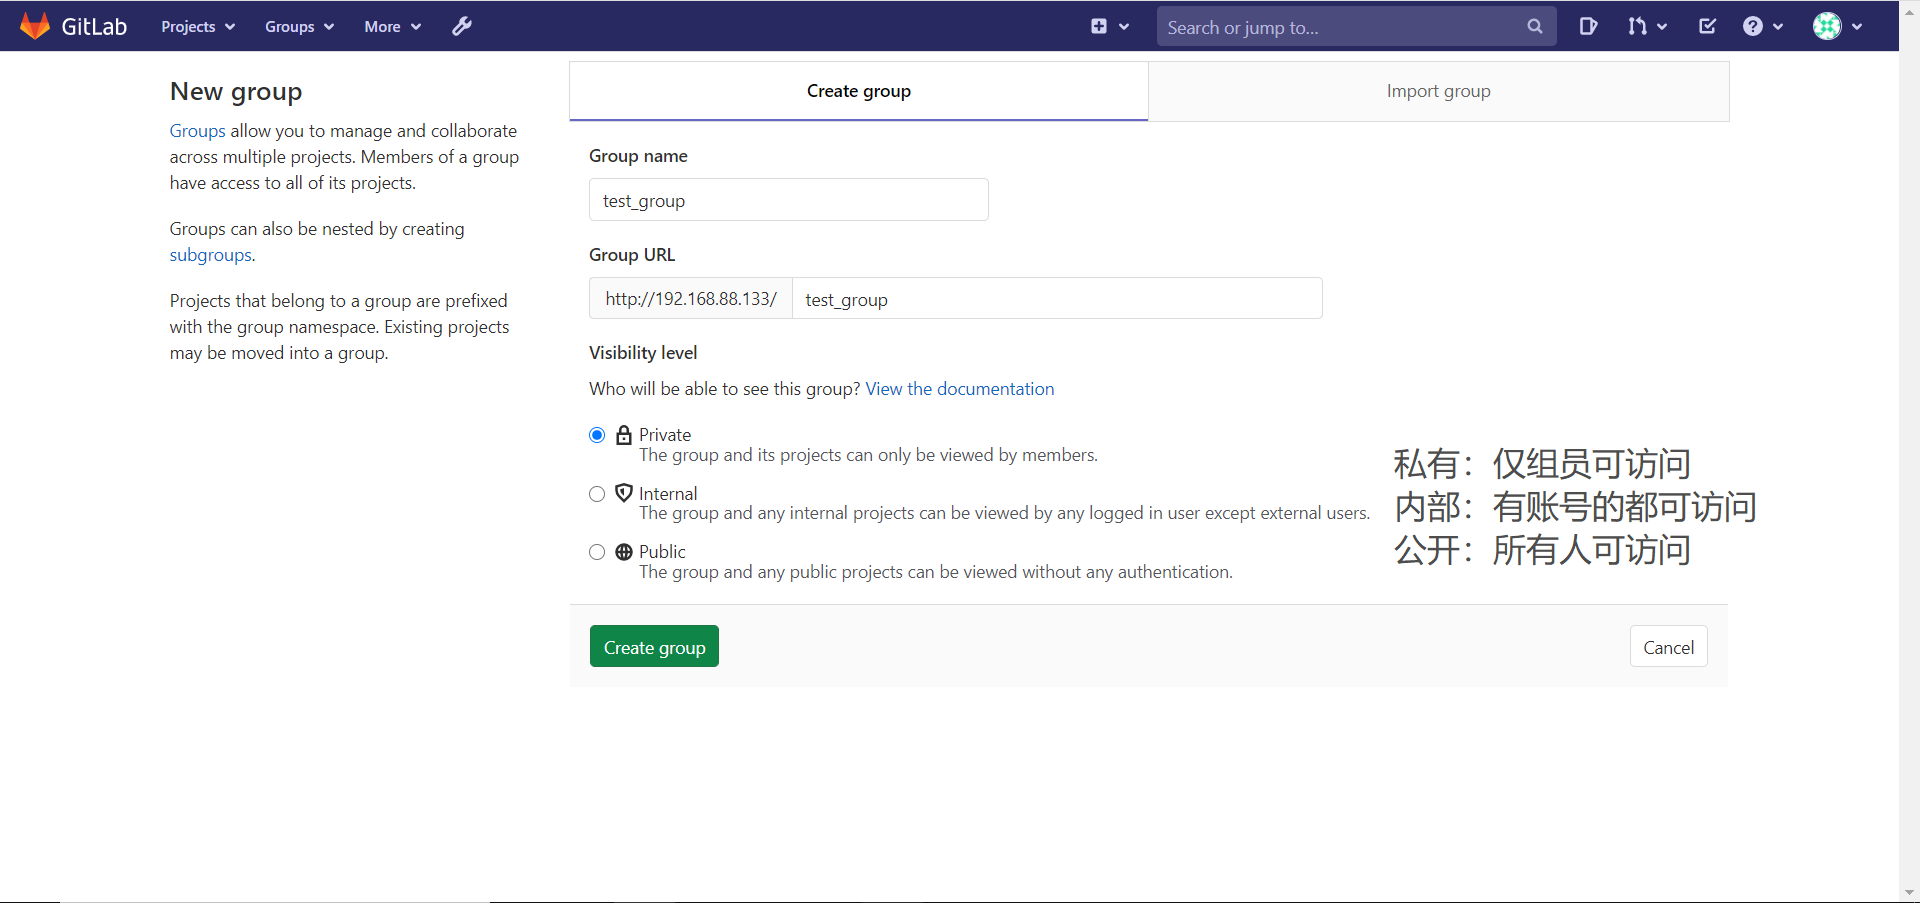 GitLab
Projects
Groups
More
Search or jump to...
New group
Groups allow you to manage and collaborate
across multiple projects. Members of a group
have access to all of its projects.
Groups can also be nested by creating
subgroups.
Projects that belong to a group are prefixed
with the group namespace. Existing projects
may be moved into a group.
Create group
Import group
Group name
test_group
Group URL
http://192.168.88.133/
test_group
Visibility level
Who will be able to see this group? View the documentation
Private
The group and its projects can only be viewed by members.
Internal
The group and any internal projects can be viewed by any logged in user except external users.
Public
The group and any public projects can be viewed without any authentication.
私有：仅组员可访问
内部：有账号的都可访问
公开：所有人可访问
Create group
Cancel